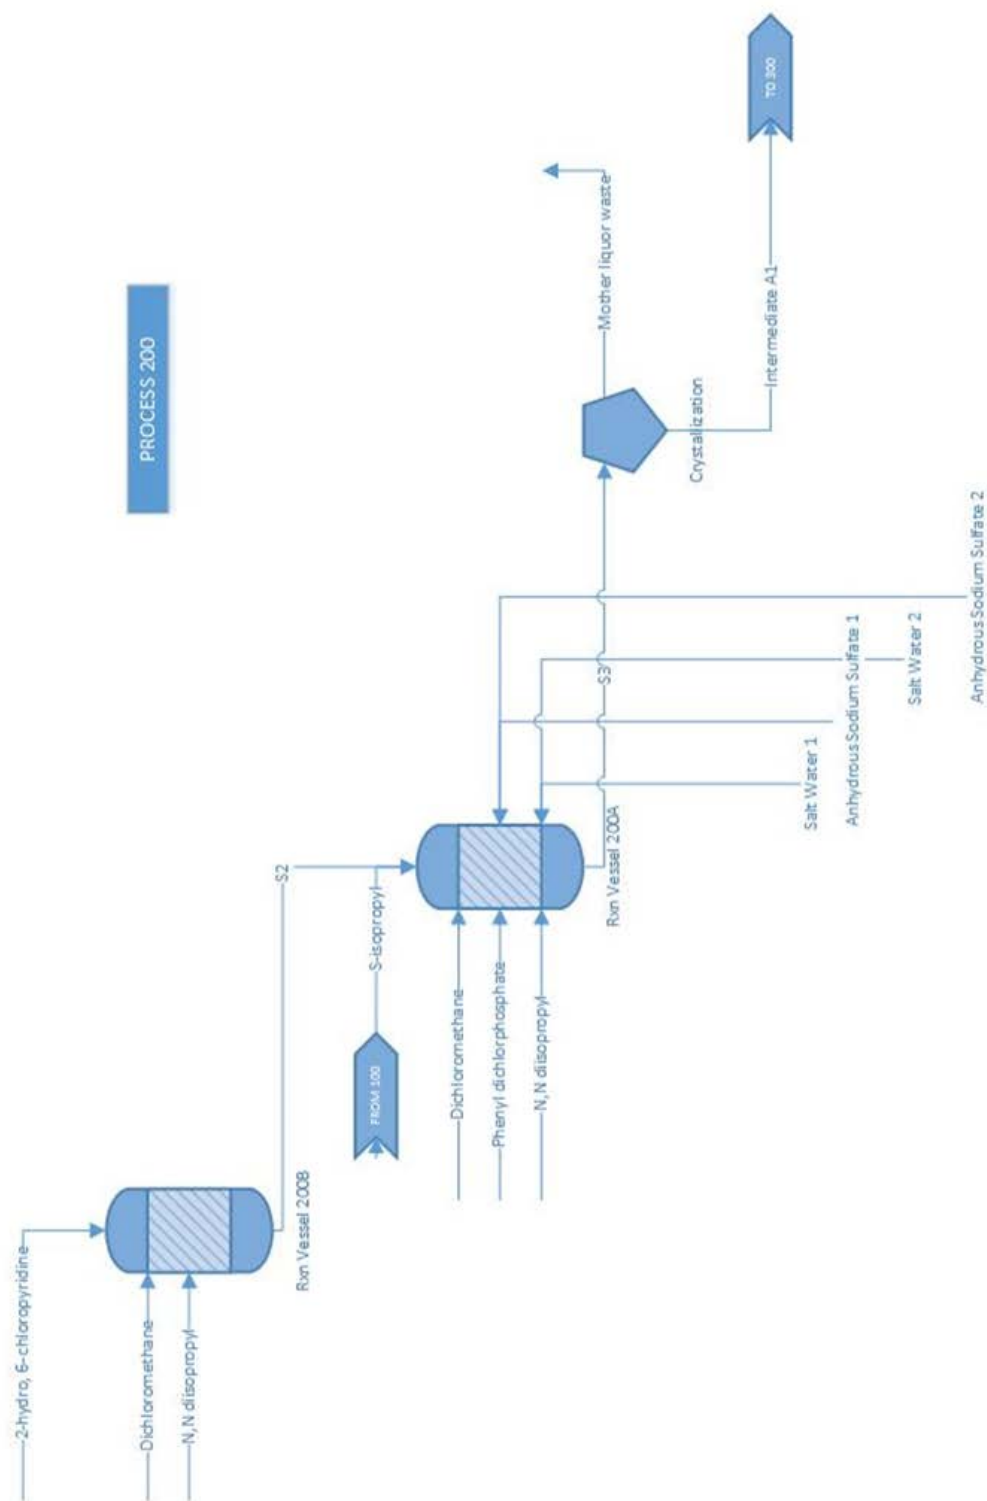 PROCESS 200
2-hydro, 6-chloropyridine
Dichloromethane
N,N diisopropyl
Rxn Vessel 200B
S2
FROM 100
S-isopropyl
Dichloromethane
Phenyl dichlorphosphate
N,N diisopropyl
Rxn Vessel 200A
S3
Salt Water 1
Anhydrous Sodium Sulfate 1
Salt Water 2
Anhydrous Sodium Sulfate 2
Crystalization
Mother liquor waste
Intermediate A1
TO 300